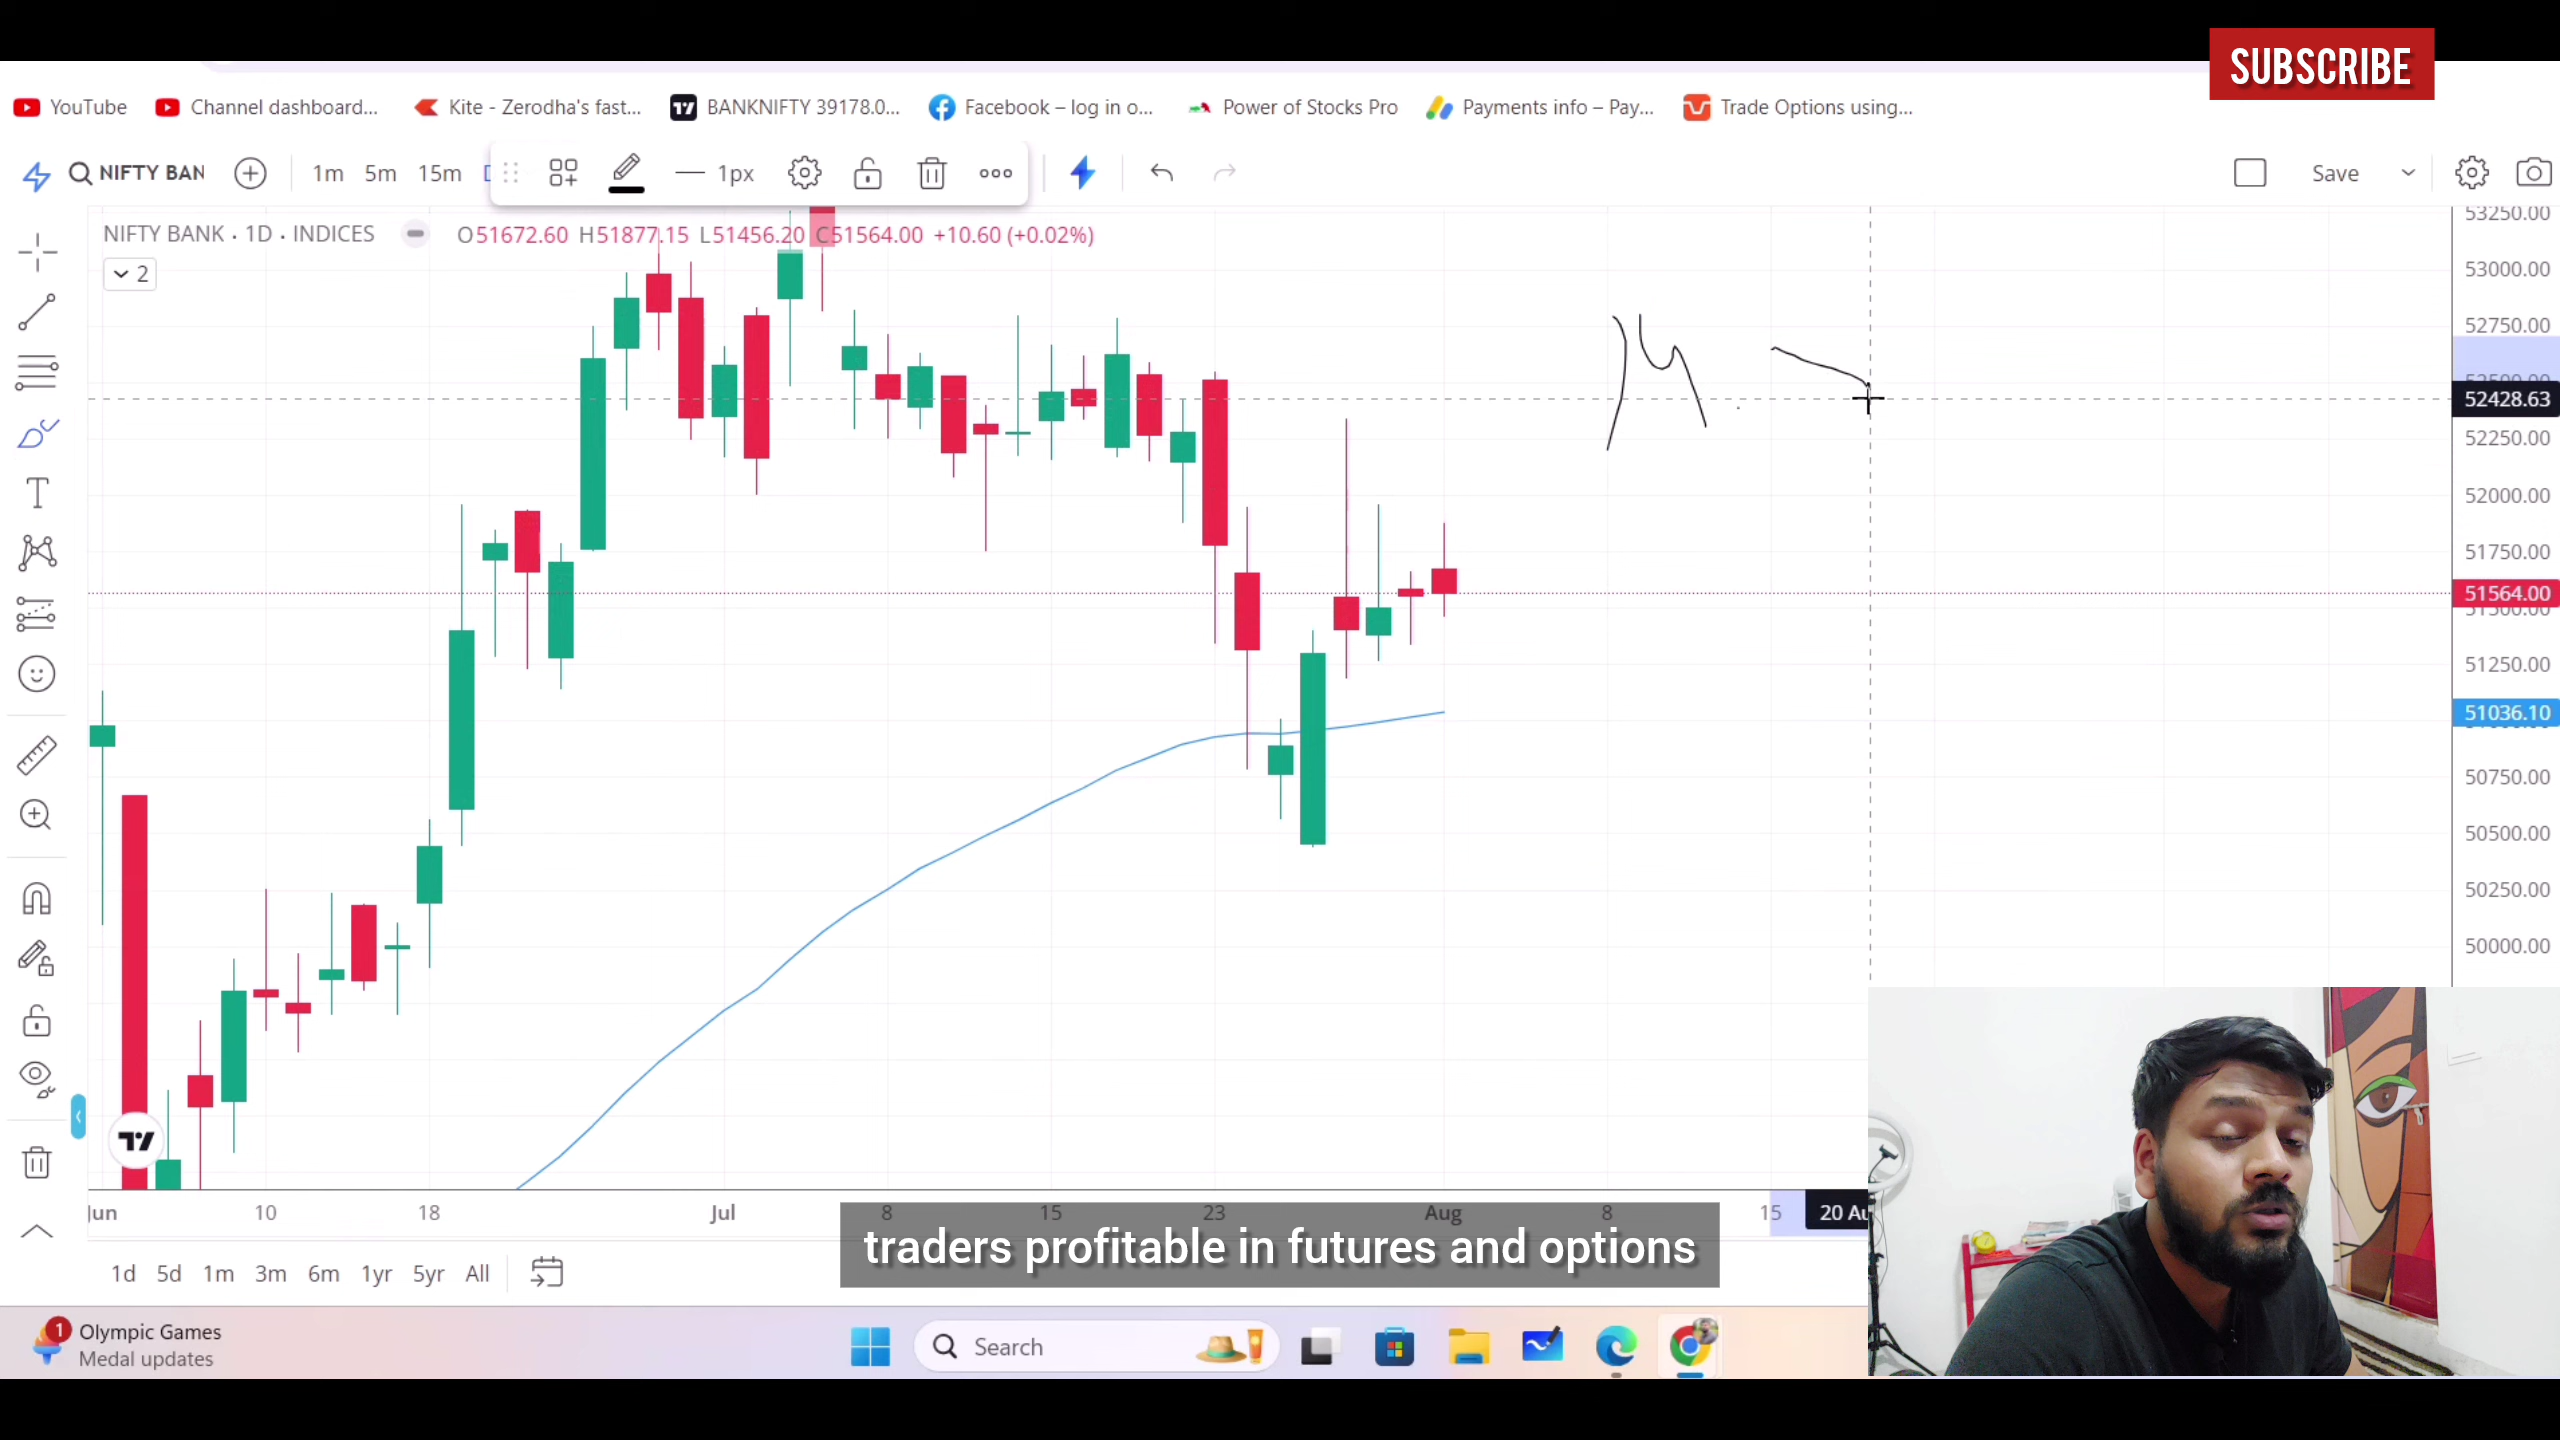 SUBSCRIBE
YouTube Channel dashboard... Kite - Zerodha's fast... BANKNIFTY 39178.0... Facebook – log in o... Power of Stocks Pro Payments info – Pay... Trade Options using...
NIFTY BAN 1m 5m 15m 1px Save
NIFTY BANK · 1D · INDICES O51672.60 H51877.15 L51456.20 C51564.00 +10.60 (+0.02%)
2
53250.00
53000.00
52750.00
52428.63
52250.00
52000.00
51750.00
51564.00
51500.00
51250.00
51036.10
50750.00
50500.00
50250.00
50000.00
Jun 10 18 Jul 8 15 23 Aug 8 15 20 Au
traders profitable in futures and options
1d 5d 1m 3m 6m 1yr 5yr All
1 Olympic Games
Medal updates
Search